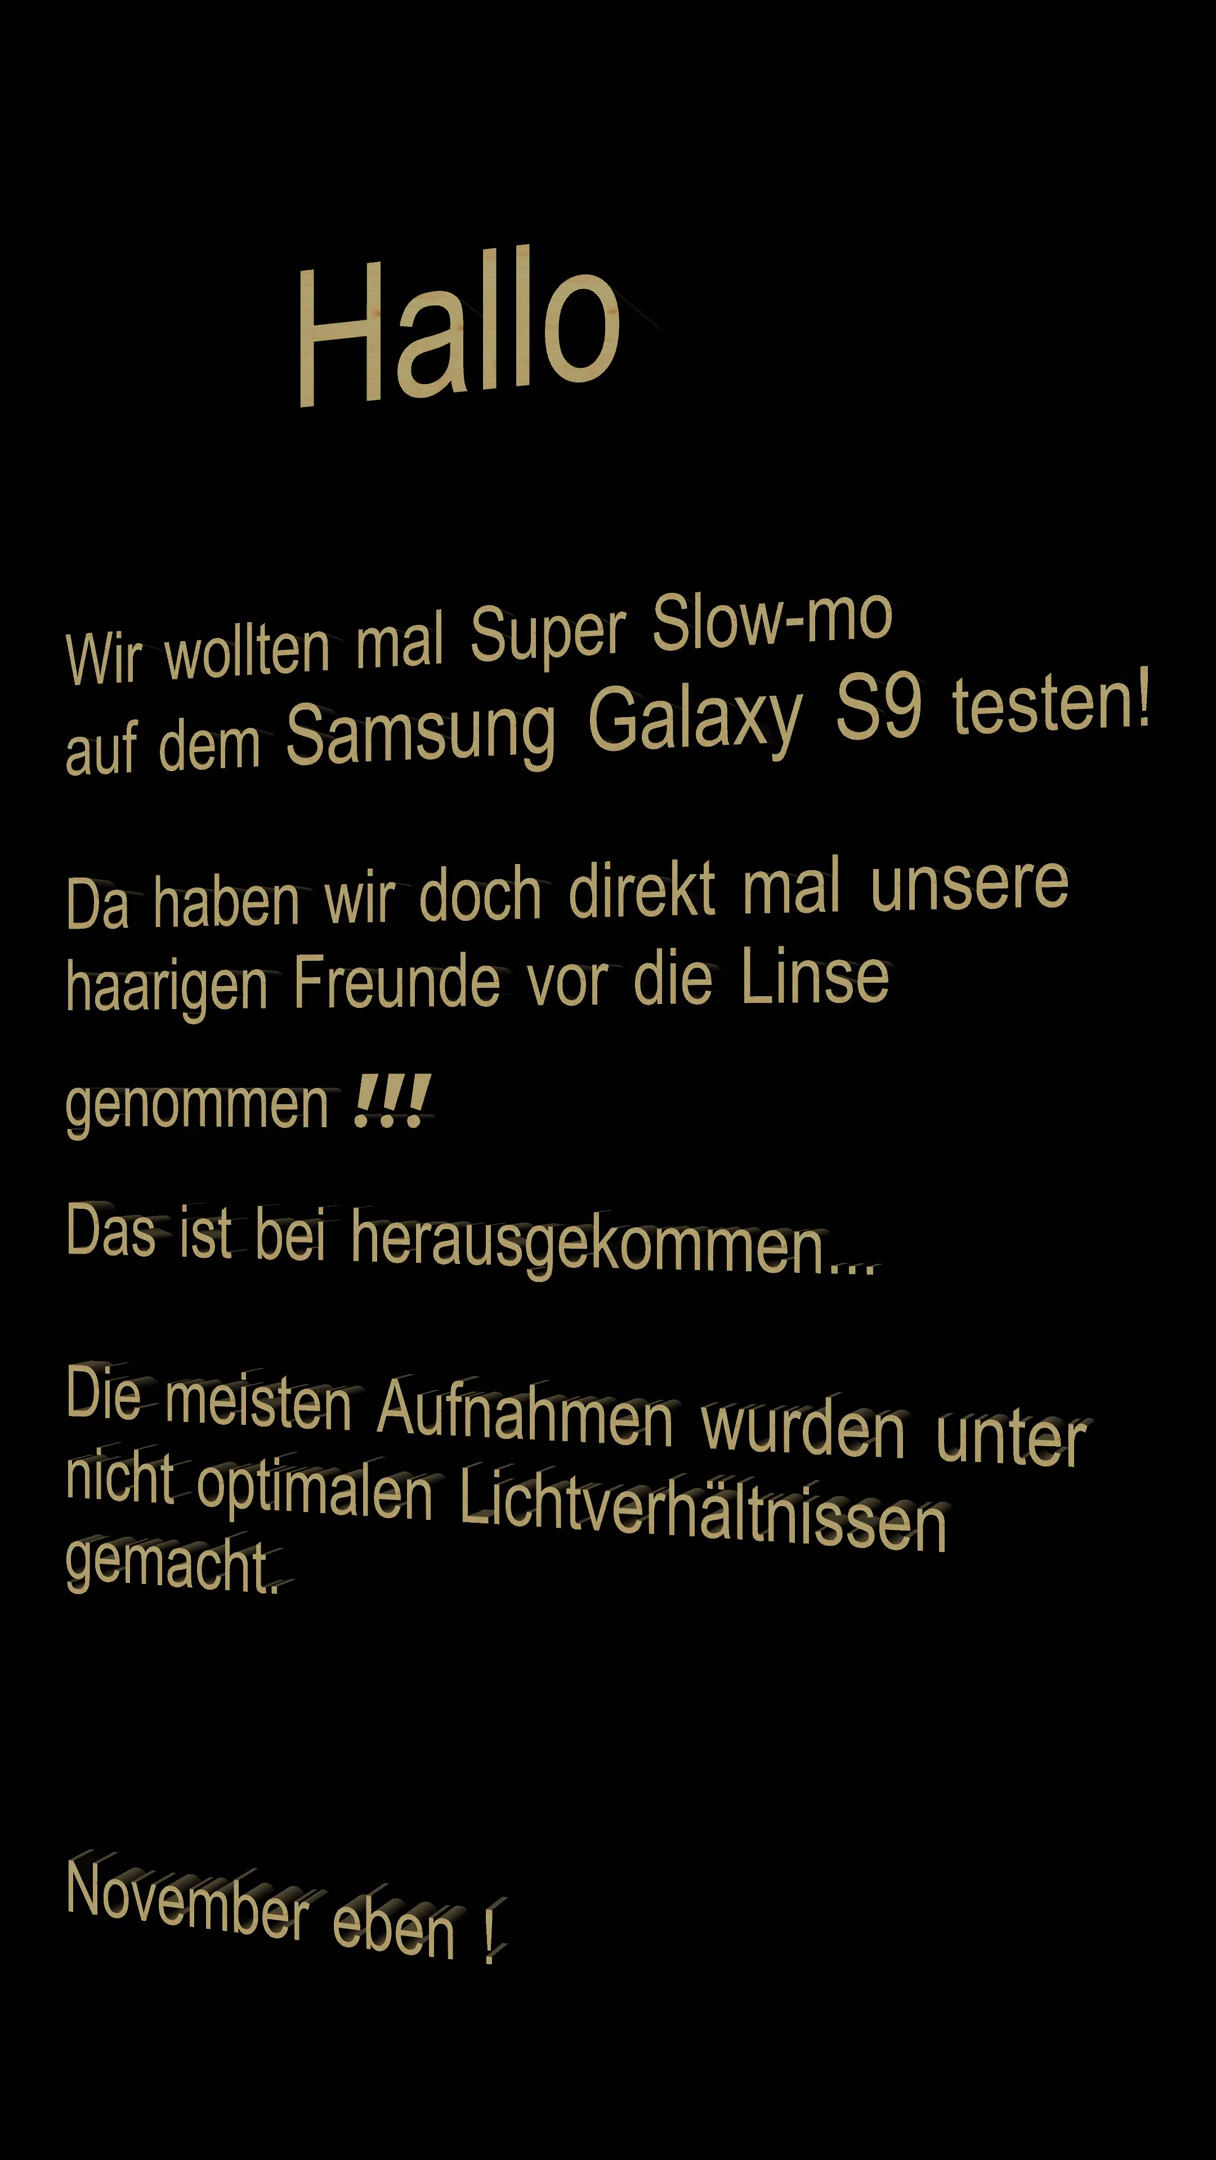 Hallo
Wir wollten mal Super Slow-mo
auf dem Samsung Galaxy S9 testen!
Da haben wir doch direkt mal unsere
haarigen Freunde vor die Linse
genommen !!!
Das ist bei herausgekommen...
Die meisten Aufnahmen wurden unter
nicht optimalen Lichtverhältnissen
gemacht.
November eben !